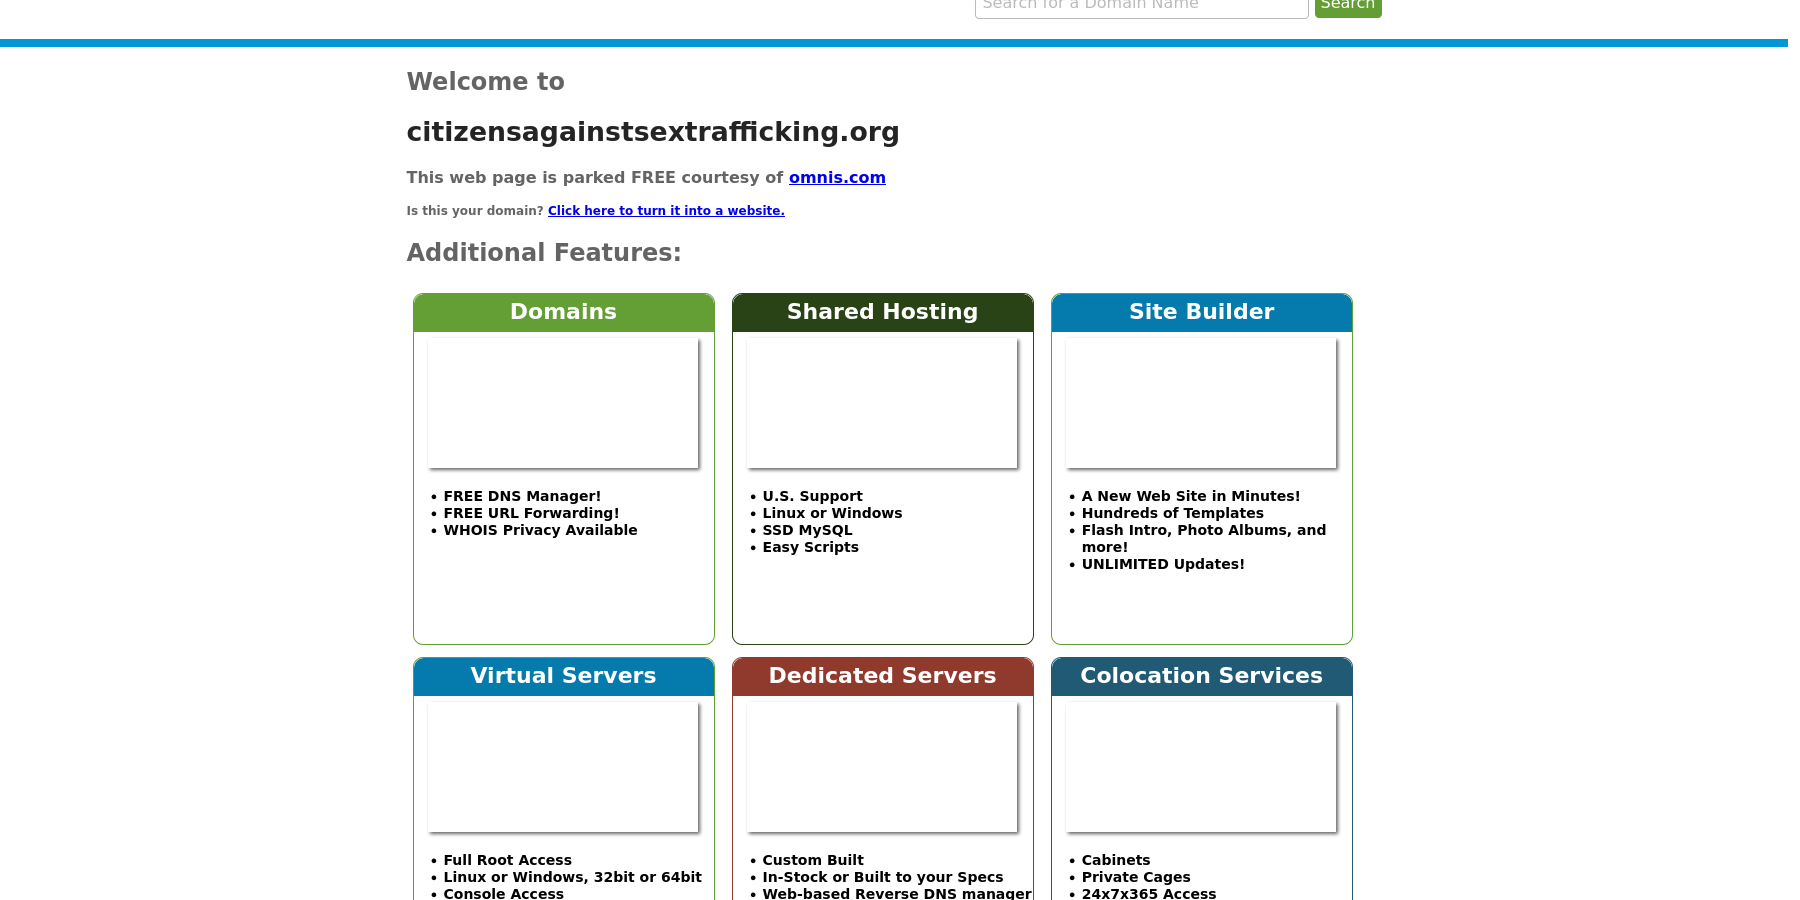 Search for a Domain Name
Search
Welcome to
citizensagainstsextrafficking.org
This web page is parked FREE courtesy of omnis.com
Is this your domain? Click here to turn it into a website.
Additional Features:
Domains
• FREE DNS Manager!
• FREE URL Forwarding!
• WHOIS Privacy Available
Shared Hosting
• U.S. Support
• Linux or Windows
• SSD MySQL
• Easy Scripts
Site Builder
• A New Web Site in Minutes!
• Hundreds of Templates
• Flash Intro, Photo Albums, and
more!
• UNLIMITED Updates!
Virtual Servers
• Full Root Access
• Linux or Windows, 32bit or 64bit
• Console Access
Dedicated Servers
• Custom Built
• In-Stock or Built to your Specs
• Web-based Reverse DNS manager
Colocation Services
• Cabinets
• Private Cages
• 24x7x365 Access